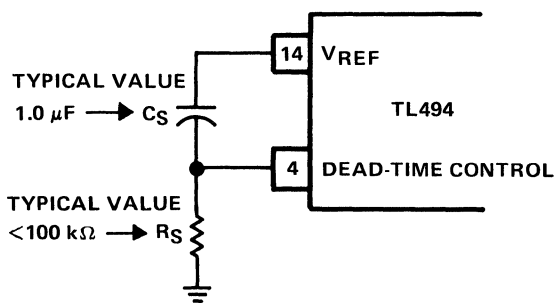 14 VREF
TYPICAL VALUE
1.0 μF CS
TL494
4 DEAD-TIME CONTROL
TYPICAL VALUE
<100 kΩ RS